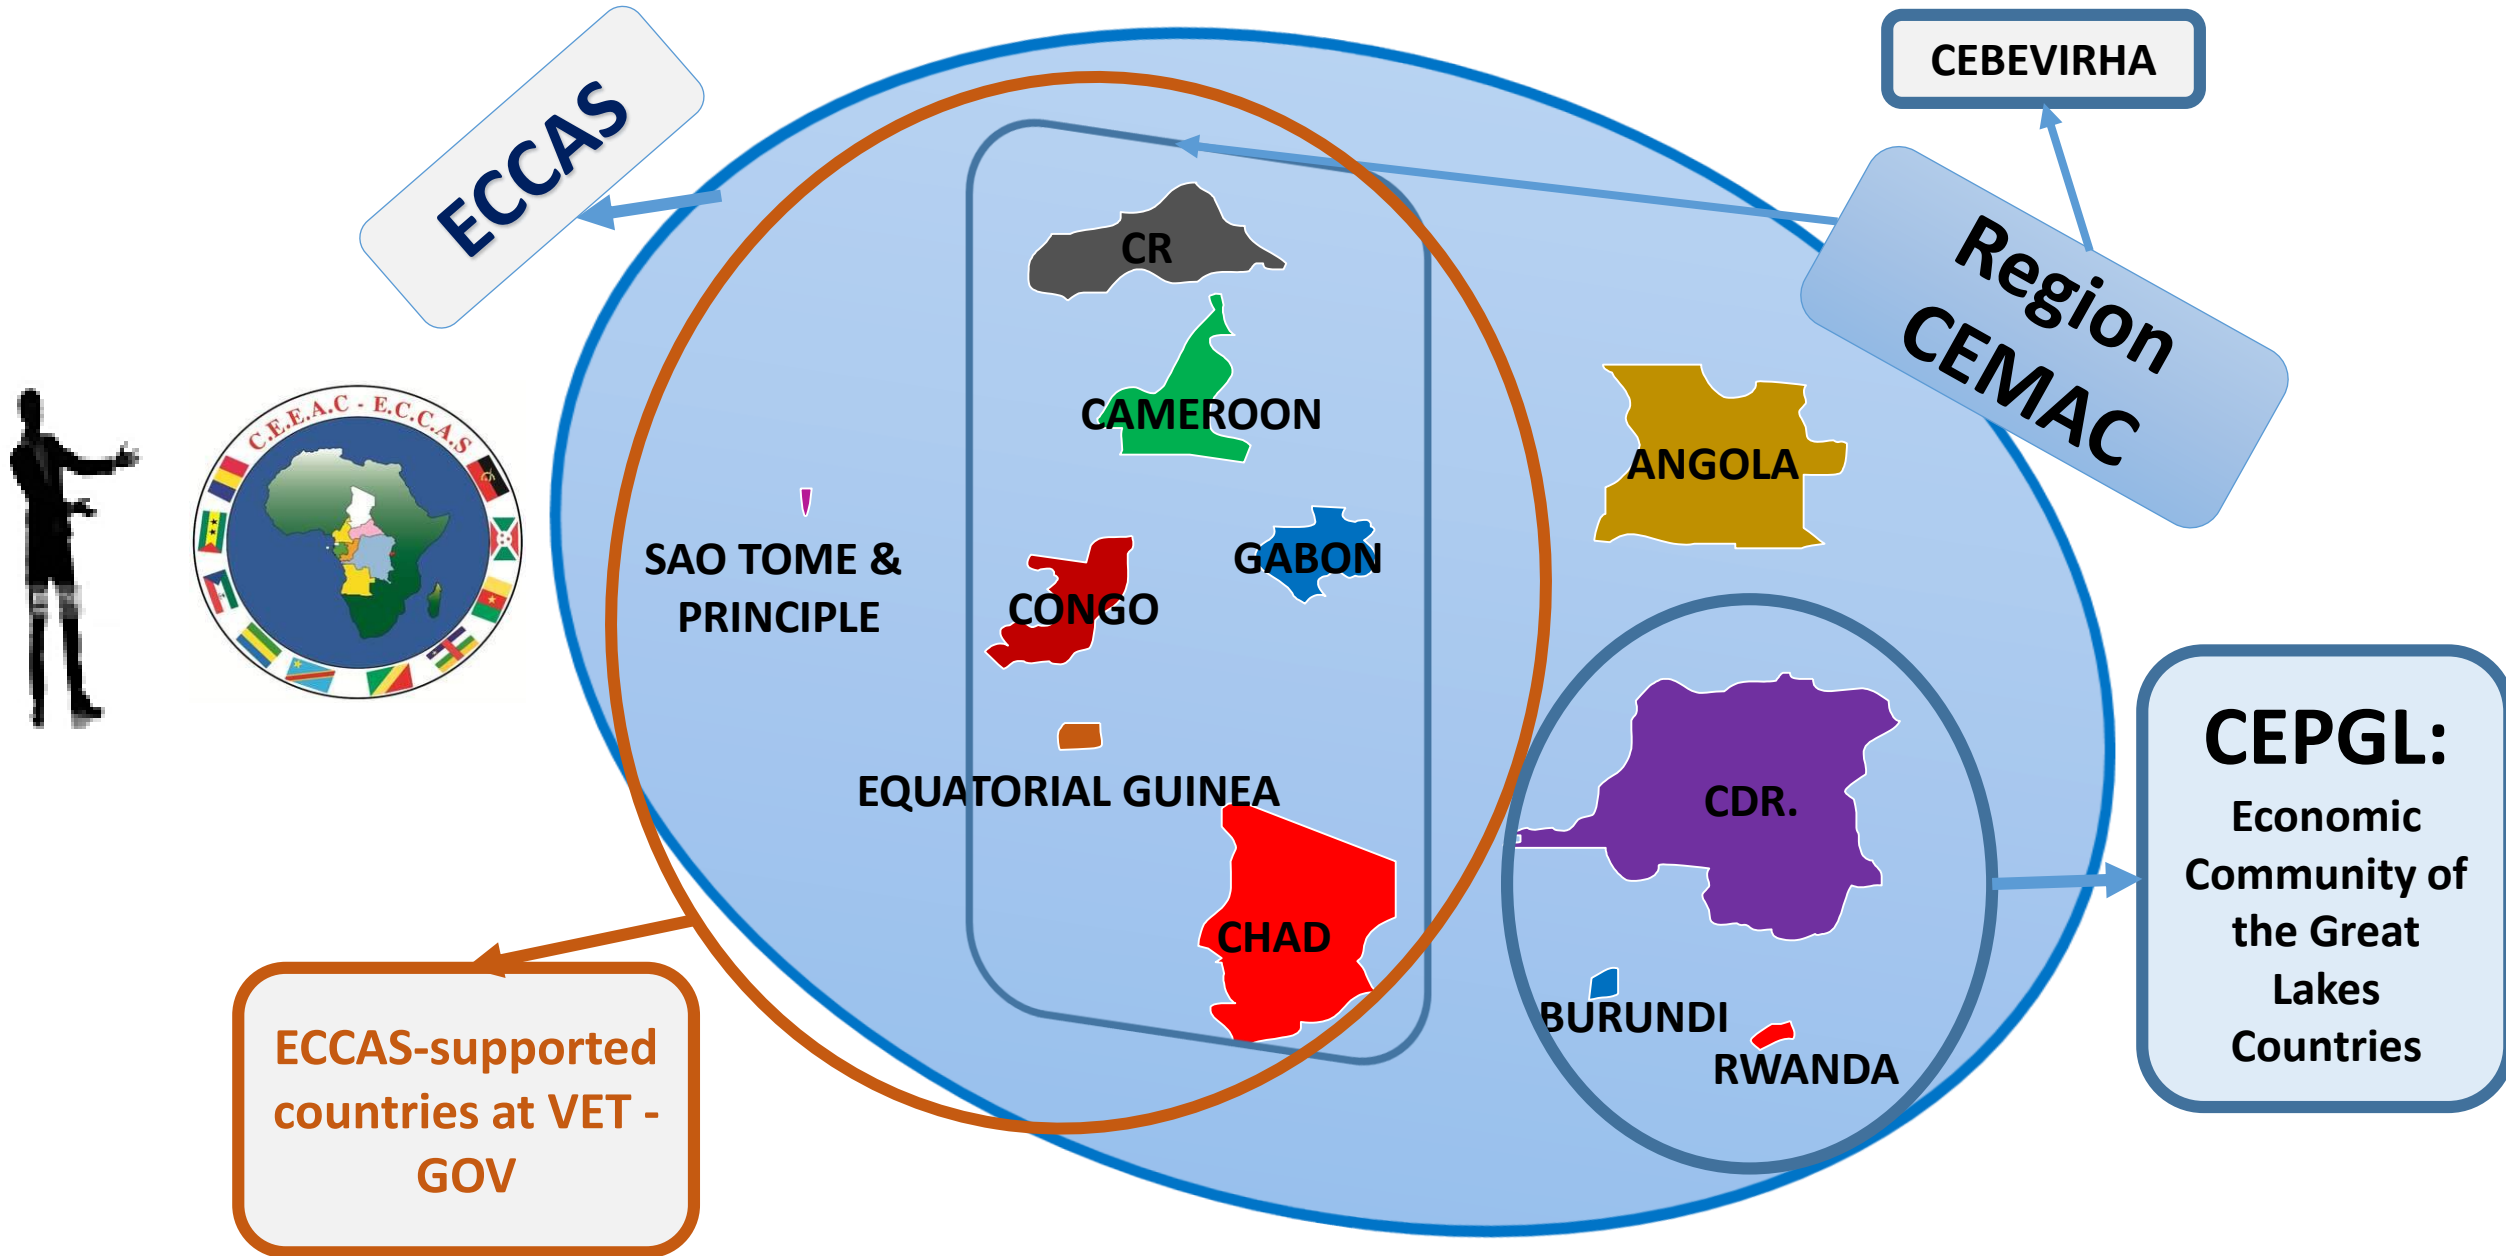 ECCAS
CEBEVIRHA
Region
CEMAC
C.E.E.A.C - E.C.C.A.S
CR
CAMEROON
ANGOLA
SAO TOME &
PRINCIPLE
GABON
CONGO
EQUATORIAL GUINEA
CHAD
CDR.
BURUNDI
RWANDA
CEPGL:
Economic
Community of
the Great
Lakes
Countries
ECCAS-supported
countries at VET -
GOV